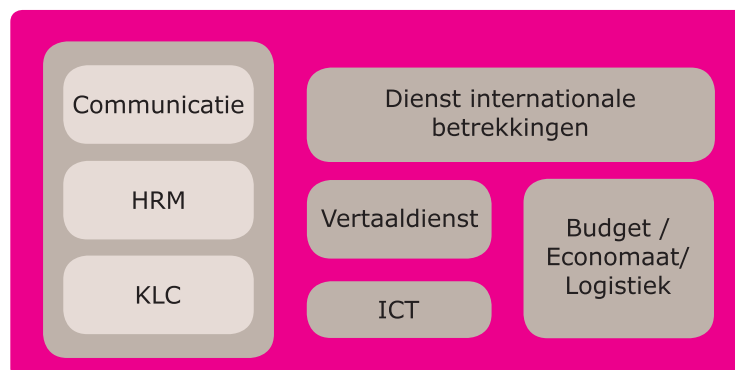 Communicatie
HRM
KLC
Dienst internationale
betrekkingen
Vertaaldienst
ICT
Budget /
Economaat/
Logistiek